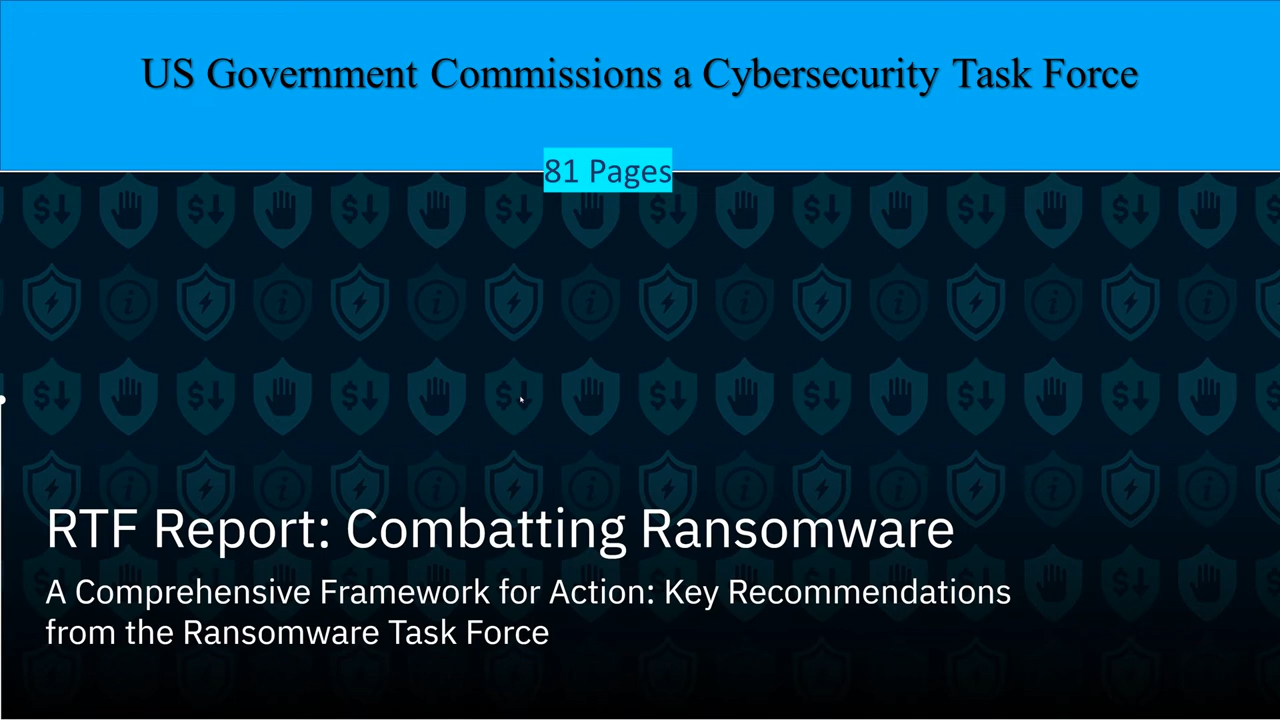 US Government Commissions a Cybersecurity Task Force
81 Pages
RTF Report: Combatting Ransomware
A Comprehensive Framework for Action: Key Recommendations
from the Ransomware Task Force